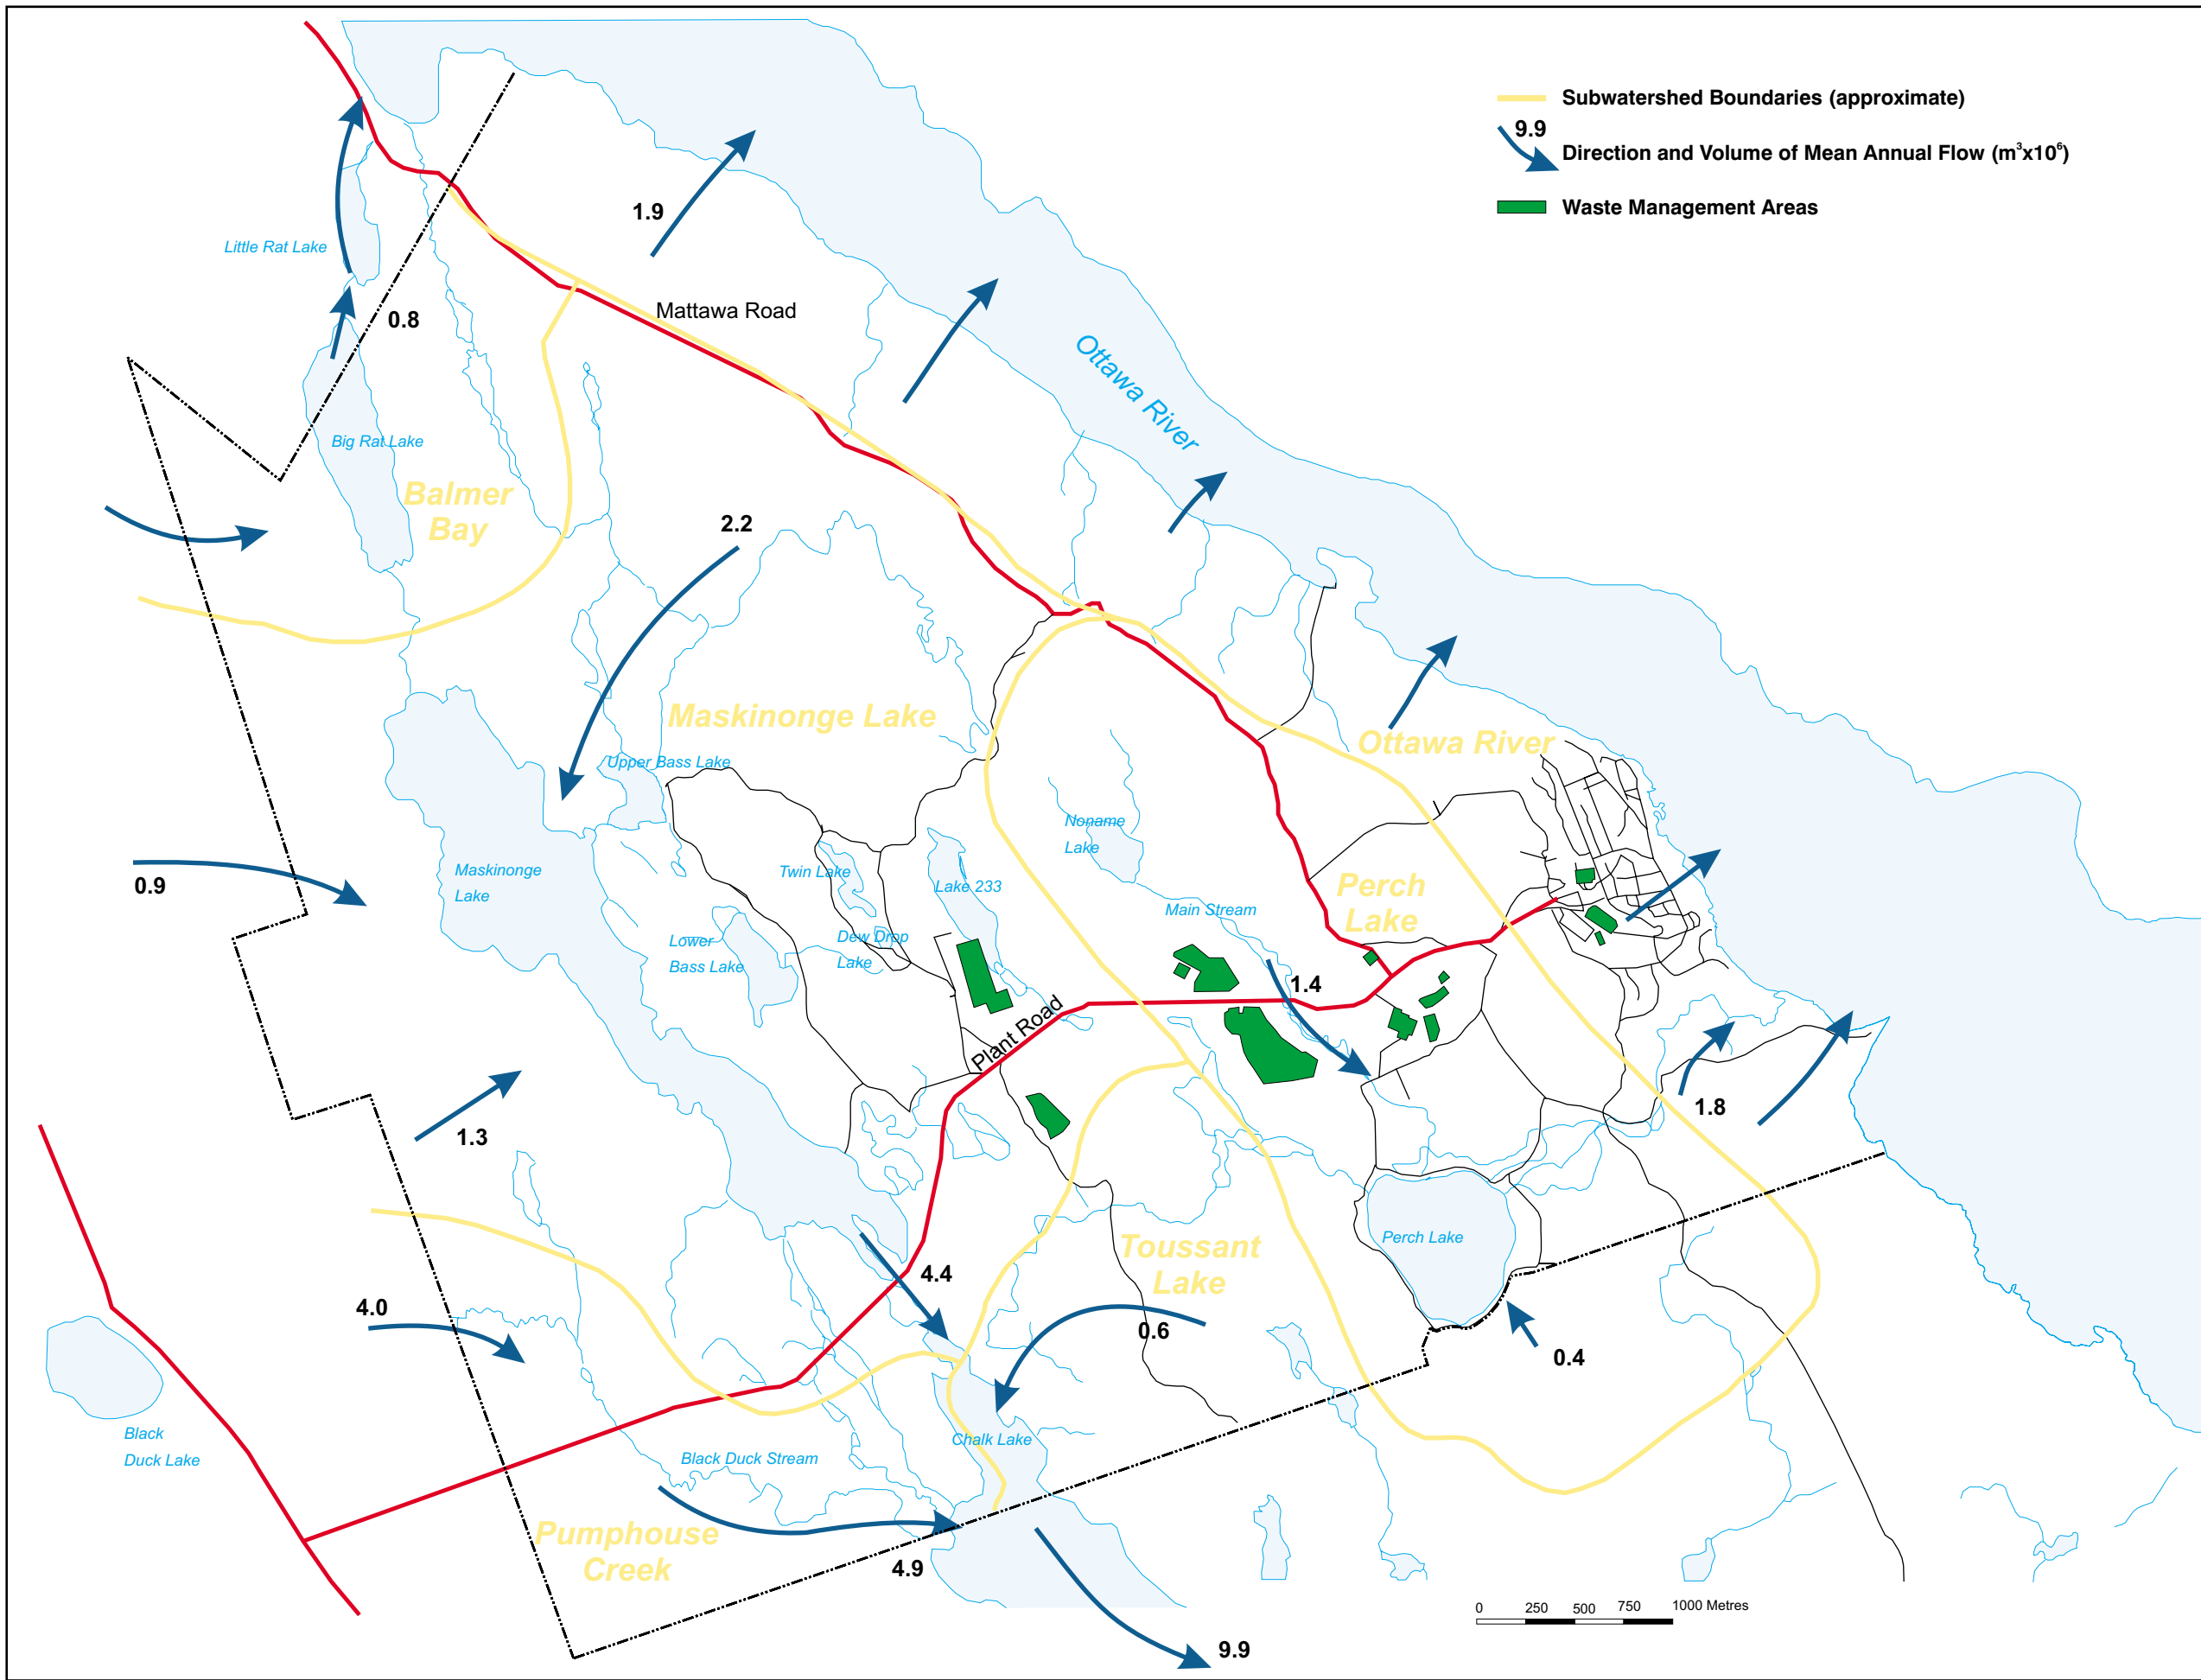 Subwatershed Boundaries (approximate)
9.9
Direction and Volume of Mean Annual Flow (m³x10⁶)
Waste Management Areas
1.9
Little Rat Lake
Mattawa Road
0.8
Ottawa River
Big Rat Lake
Balmer
Bay
2.2
Maskinonge Lake
Ottawa River
Upper Bass Lake
Noname
Lake
Maskinonge
Lake
Twin Lake
Lake 233
0.9
Perch
Lake
Main Stream
Lower
Bass Lake
Dew Drop
Lake
1.4
Plant Road
1.8
1.3
Perch Lake
Toussant
Lake
4.4
4.0
0.6
0.4
Black
Duck Lake
Chalk Lake
Black Duck Stream
Pumphouse
Creek
4.9
9.9
0 250 500 750 1000 Metres